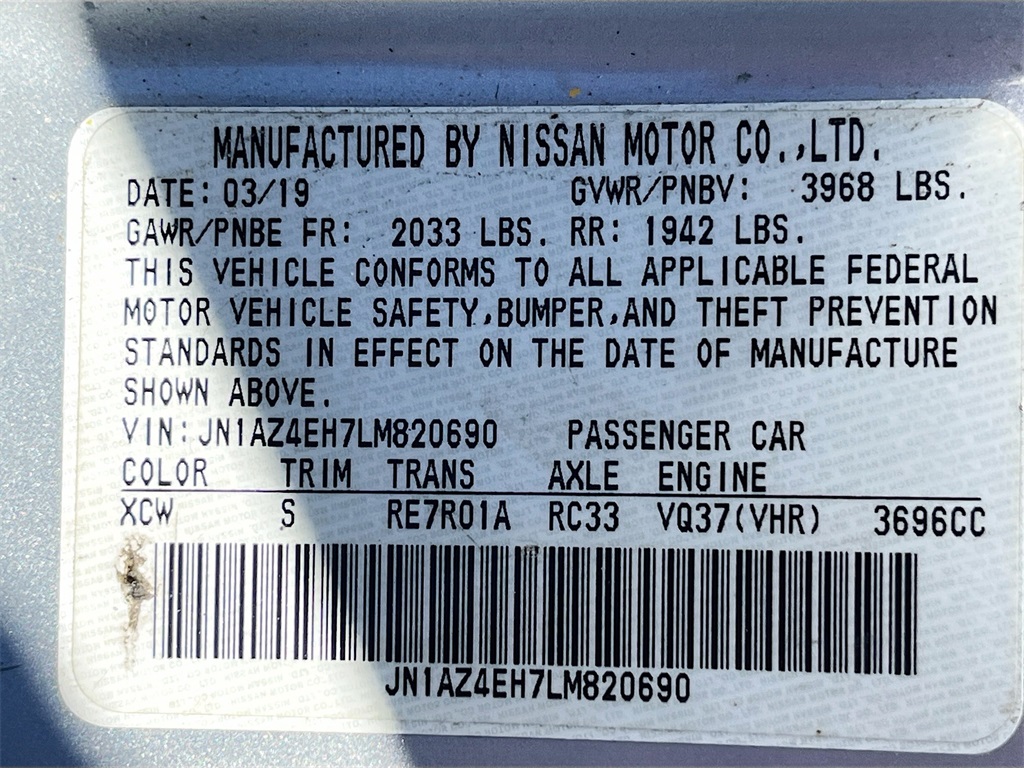 MANUFACTURED BY NISSAN MOTOR CO.,LTD.
DATE: 03/19 GVWR/PNBV: 3968 LBS.
GAWR/PNBE FR: 2033 LBS. RR: 1942 LBS.
THIS VEHICLE CONFORMS TO ALL APPLICABLE FEDERAL
MOTOR VEHICLE SAFETY,BUMPER,AND THEFT PREVENTION
STANDARDS IN EFFECT ON THE DATE OF MANUFACTURE
SHOWN ABOVE.
VIN: JN1AZ4EH7LM820690 PASSENGER CAR
COLOR TRIM TRANS AXLE ENGINE
XCW S RE7R01A RC33 VQ37(VHR) 3696CC
JN1AZ4EH7LM820690